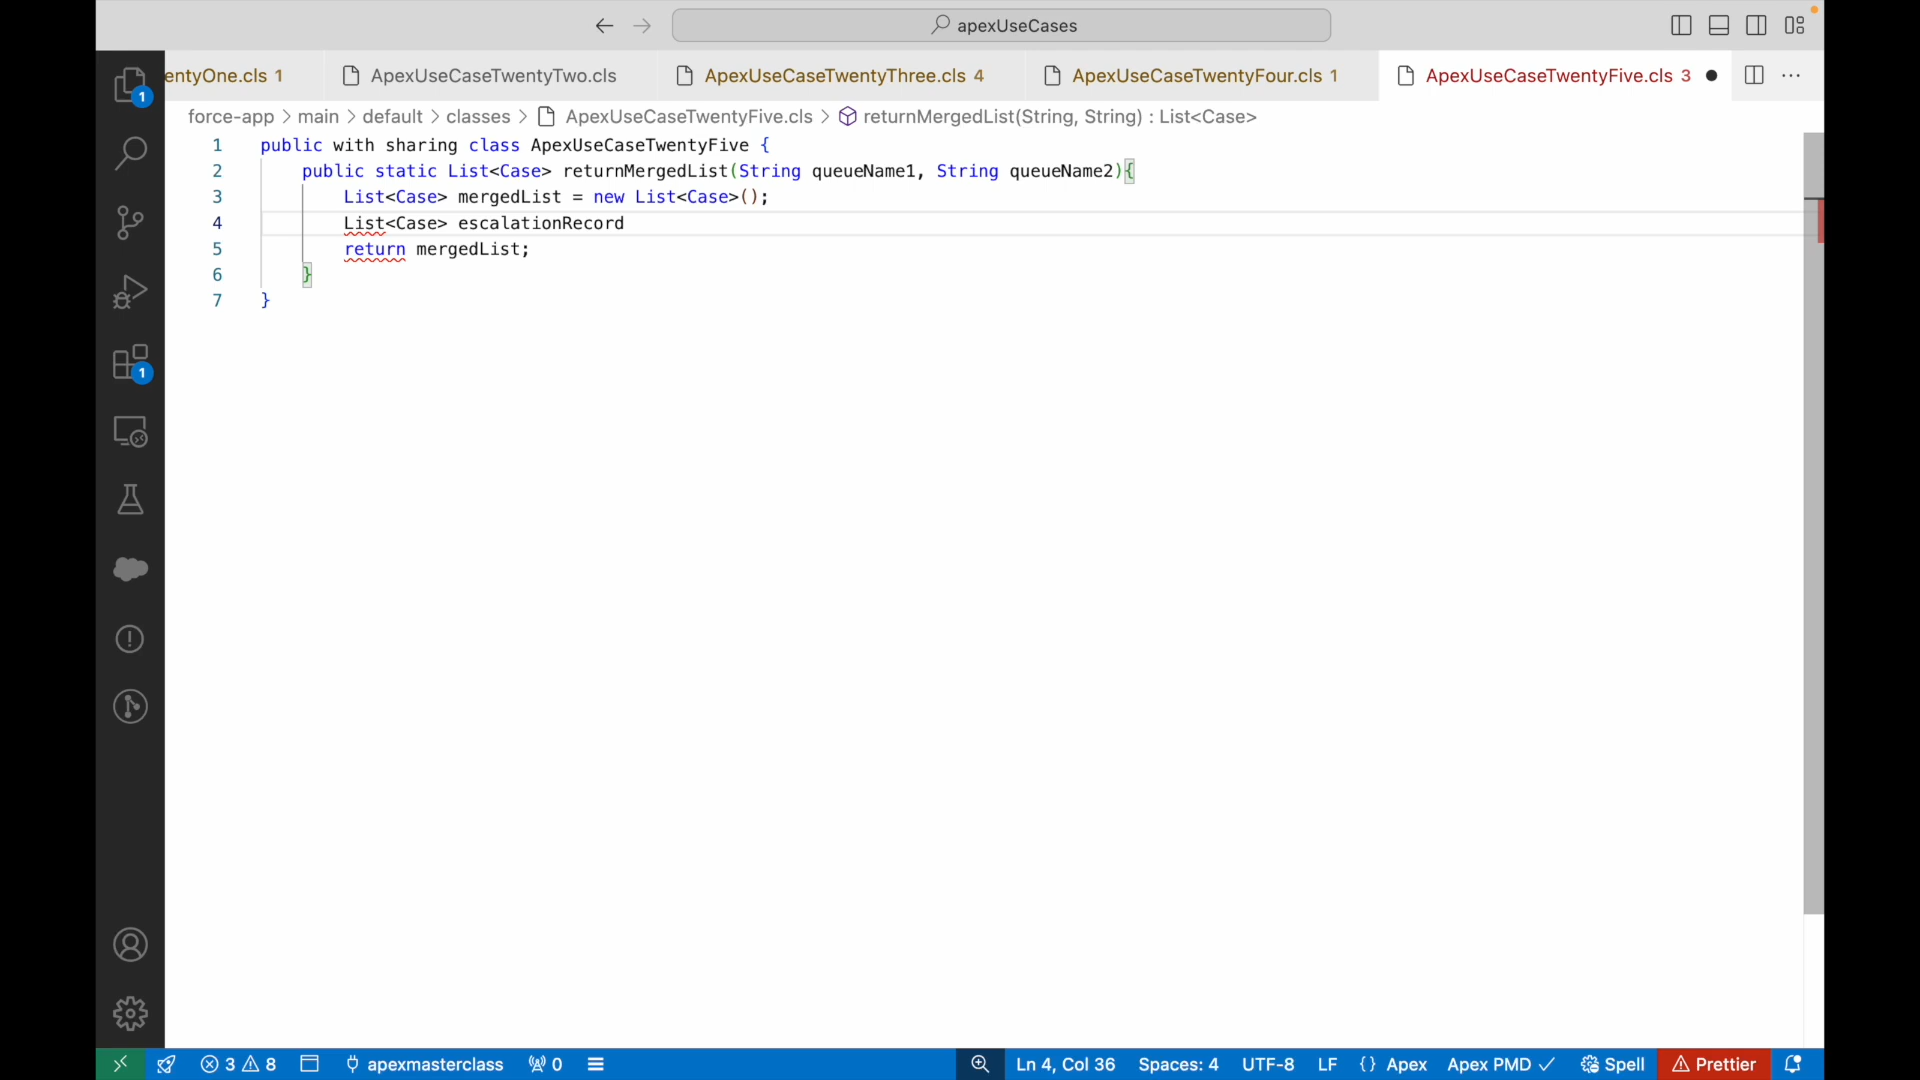 apexUseCases
entyOne.cls 1
ApexUseCaseTwentyTwo.cls
ApexUseCaseTwentyThree.cls 4
ApexUseCaseTwentyFour.cls 1
ApexUseCaseTwentyFive.cls 3
force-app > main > default > classes > ApexUseCaseTwentyFive.cls > returnMergedList(String, String) : List<Case>
1 public with sharing class ApexUseCaseTwentyFive {
2 public static List<Case> returnMergedList(String queueName1, String queueName2){
3 List<Case> mergedList = new List<Case>();
4 List<Case> escalationRecord
5 return mergedList;
6 }
7 }
1
1
3 8 apexmasterclass 0 Ln 4, Col 36 Spaces: 4 UTF-8 LF {} Apex Apex PMD Spell Prettier